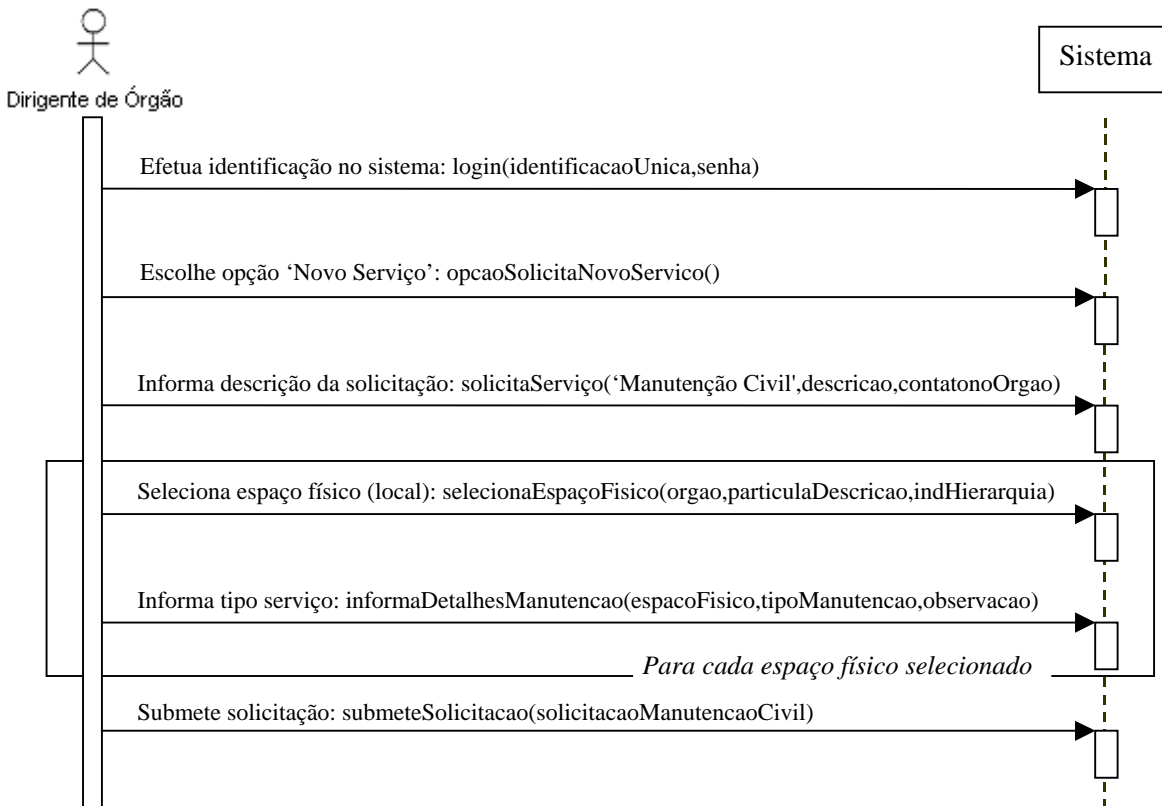 Sistema
Dirigente de Órgão
Efetua identificação no sistema: login(identificacaoUnica,senha)
Escolhe opção ‘Novo Serviço’: opcaoSolicitaNovoServico()
Informa descrição da solicitação: solicitaServiço(‘Manutenção Civil',descricao,contatonoOrgao)
Seleciona espaço físico (local): selecionaEspaçoFisico(orgao,particulaDescricao,indHierarquia)
Informa tipo serviço: informaDetalhesManutencao(espacoFisico,tipoManutencao,observacao)
Para cada espaço físico selecionado
Submete solicitação: submeteSolicitacao(solicitacaoManutencaoCivil)